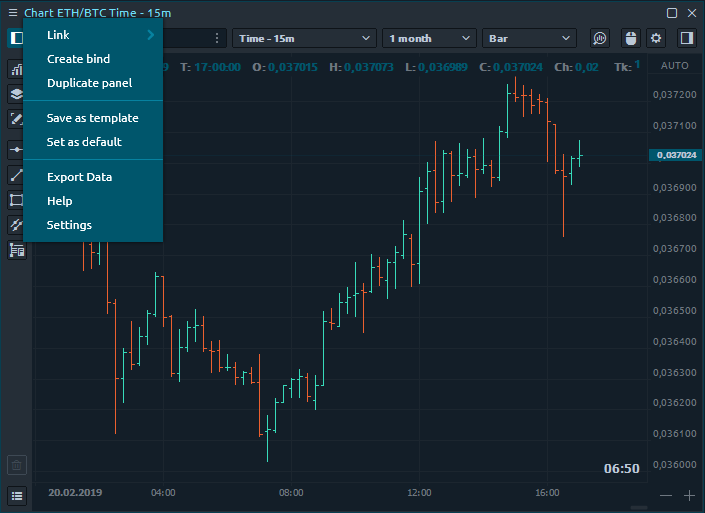 Chart ETH/BTC Time - 15m
Time - 15m
1 month
Bar
Link
Create bind
Duplicate panel
Save as template
Set as default
Export Data
Help
Settings
9 T: 17:00:00 O: 0,037015 H: 0,037073 L: 0,036989 C: 0,037024 Ch: 0,02 Tk: 1
AUTO
0,037200
0,037100
0,037024
0,036900
0,036800
0,036700
0,036600
0,036500
0,036400
0,036300
0,036200
0,036100
0,036000
06:50
20.02.2019 04:00 08:00 12:00 16:00